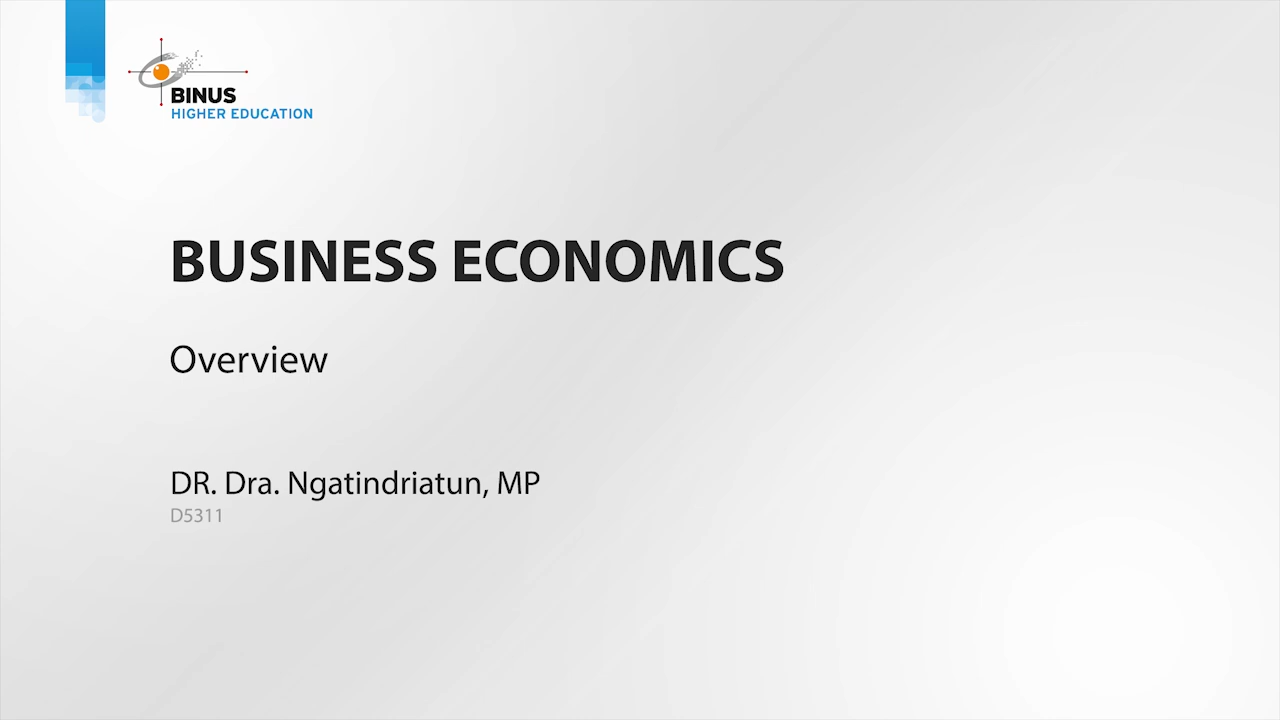 BINUS
HIGHER EDUCATION
BUSINESS ECONOMICS
Overview
DR. Dra. Ngatindriatun, MP
D5311